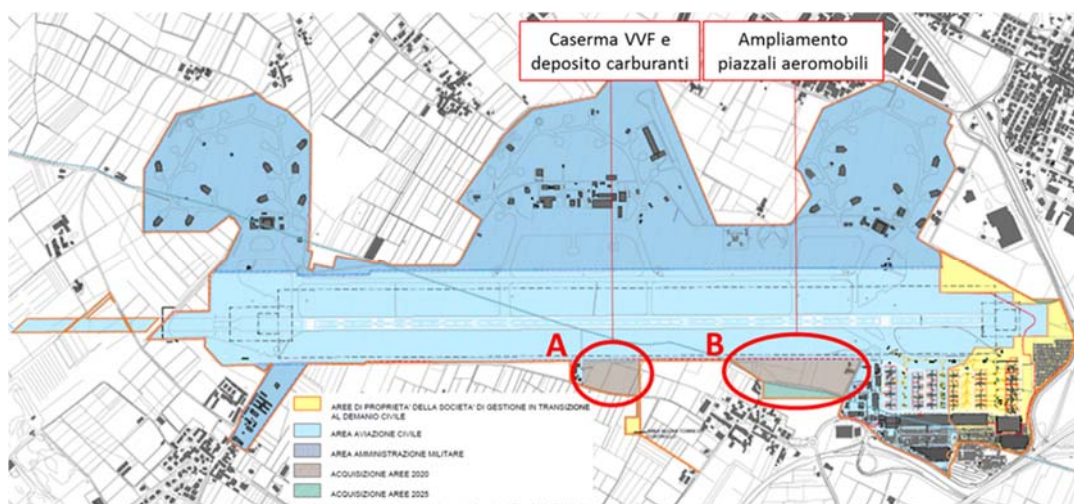 Caserma VVF e
deposito carburanti
Ampliamento
piazzali aeromobili
A
B
AREE DI PROPRIETA' DELLA SOCIETA' DI GESTIONE IN TRANSIZIONE
AL DEMANIO CIVILE
AREA AVIAZIONE CIVILE
AREA AMMINISTRAZIONE MILITARE
ACQUISIZIONE AREE 2020
ACQUISIZIONE AREE 2025